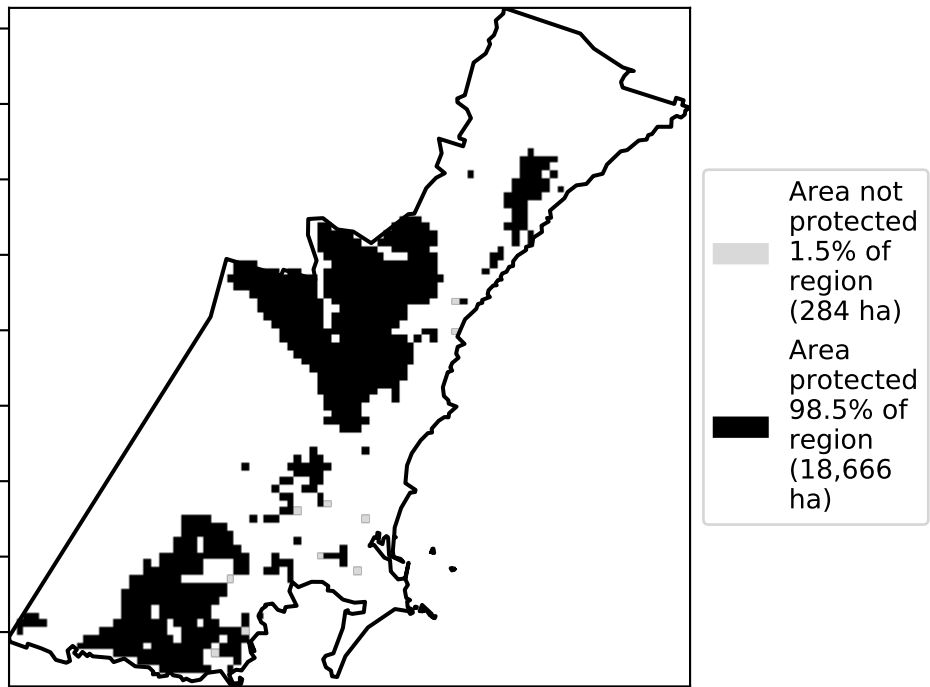 Area not
protected
1.5% of
region
(284 ha)
Area
protected
98.5% of
region
(18,666
ha)